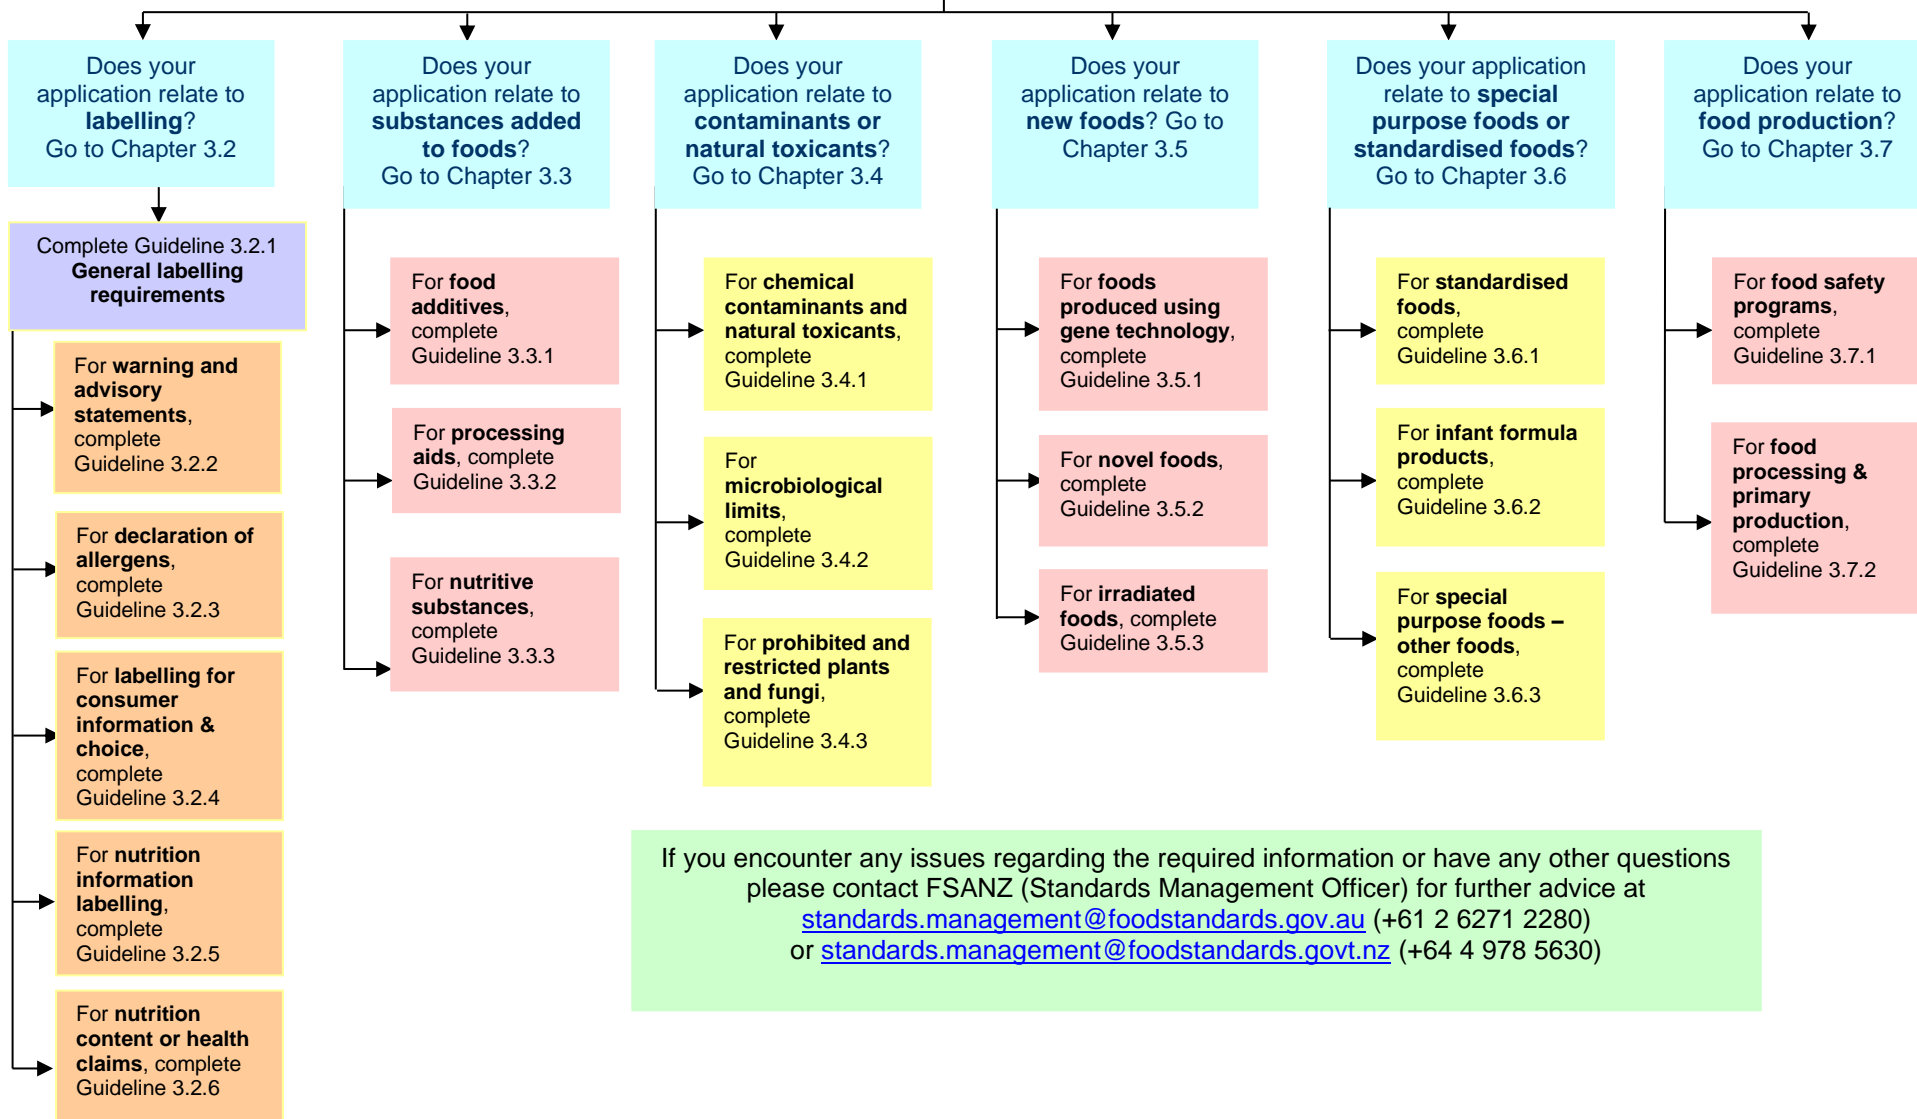 Does your
application relate to
labelling?
Go to Chapter 3.2
Does your
application relate to
substances added
to foods?
Go to Chapter 3.3
Does your
application relate to
contaminants or
natural toxicants?
Go to Chapter 3.4
Does your
application relate to
new foods? Go to
Chapter 3.5
Does your application
relate to special
purpose foods or
standardised foods?
Go to Chapter 3.6
Does your
application relate to
food production?
Go to Chapter 3.7
Complete Guideline 3.2.1
General labelling
requirements
For warning and
advisory
statements,
complete
Guideline 3.2.2
For declaration of
allergens,
complete
Guideline 3.2.3
For labelling for
consumer
information &
choice,
complete
Guideline 3.2.4
For nutrition
information
labelling,
complete
Guideline 3.2.5
For nutrition
content or health
claims, complete
Guideline 3.2.6
For food
additives,
complete
Guideline 3.3.1
For processing
aids, complete
Guideline 3.3.2
For nutritive
substances,
complete
Guideline 3.3.3
For chemical
contaminants and
natural toxicants,
complete
Guideline 3.4.1
For
microbiological
limits,
complete
Guideline 3.4.2
For prohibited and
restricted plants
and fungi,
complete
Guideline 3.4.3
For foods
produced using
gene technology,
complete
Guideline 3.5.1
For novel foods,
complete
Guideline 3.5.2
For irradiated
foods, complete
Guideline 3.5.3
For standardised
foods,
complete
Guideline 3.6.1
For infant formula
products,
complete
Guideline 3.6.2
For special
purpose foods –
other foods,
complete
Guideline 3.6.3
For food safety
programs,
complete
Guideline 3.7.1
For food
processing &
primary
production,
complete
Guideline 3.7.2
If you encounter any issues regarding the required information or have any other questions
please contact FSANZ (Standards Management Officer) for further advice at
standards.management@foodstandards.gov.au (+61 2 6271 2280)
or standards.management@foodstandards.govt.nz (+64 4 978 5630)